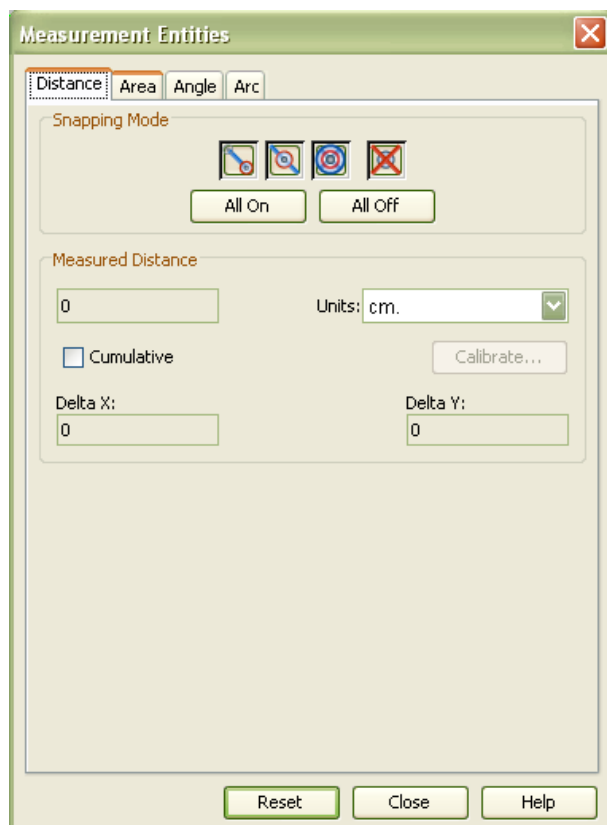 Measurement Entities
Distance Area Angle Arc
Snapping Mode
All On All Off
Measured Distance
0 Units: cm.
Cumulative Calibrate...
Delta X: Delta Y:
0 0
Reset Close Help